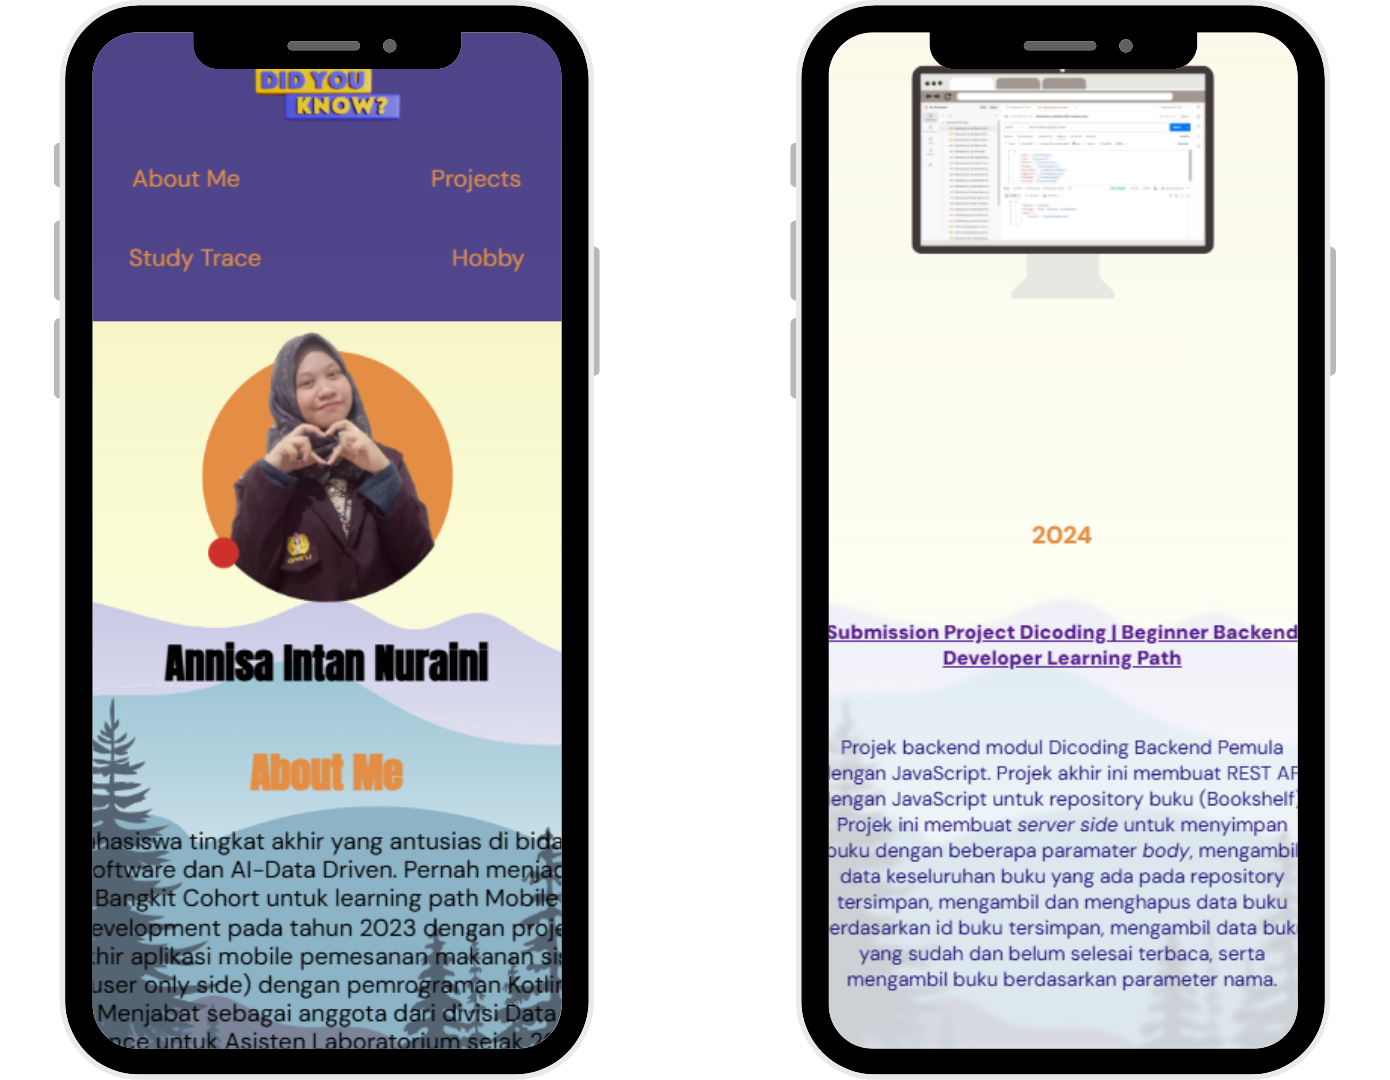 DID YOU
KNOW?
About Me
Projects
Study Trace
Hobby
Annisa Intan Nuraini
About Me
hasiswa tingkat akhir yang antusias di bida
oftware dan AI-Data Driven. Pernah menjad
Bangkit Cohort untuk learning path Mobile
evelopment pada tahun 2023 dengan proje
khir aplikasi mobile pemesanan makanan sis
user only side) dengan pemrograman Kotlin
Menjabat sebagai anggota dari divisi Data
nce untuk Asisten Laboratorium sejak 20
2024
Submission Project Dicoding | Beginner Backend
Developer Learning Path
Projek backend modul Dicoding Backend Pemula
engan JavaScript. Projek akhir ini membuat REST AP
engan JavaScript untuk repository buku (Bookshelf)
Projek ini membuat server side untuk menyimpan
buku dengan beberapa paramater body, mengambil
data keseluruhan buku yang ada pada repository
tersimpan, mengambil dan menghapus data buku
erdasarkan id buku tersimpan, mengambil data buk
yang sudah dan belum selesai terbaca, serta
mengambil buku berdasarkan parameter nama.